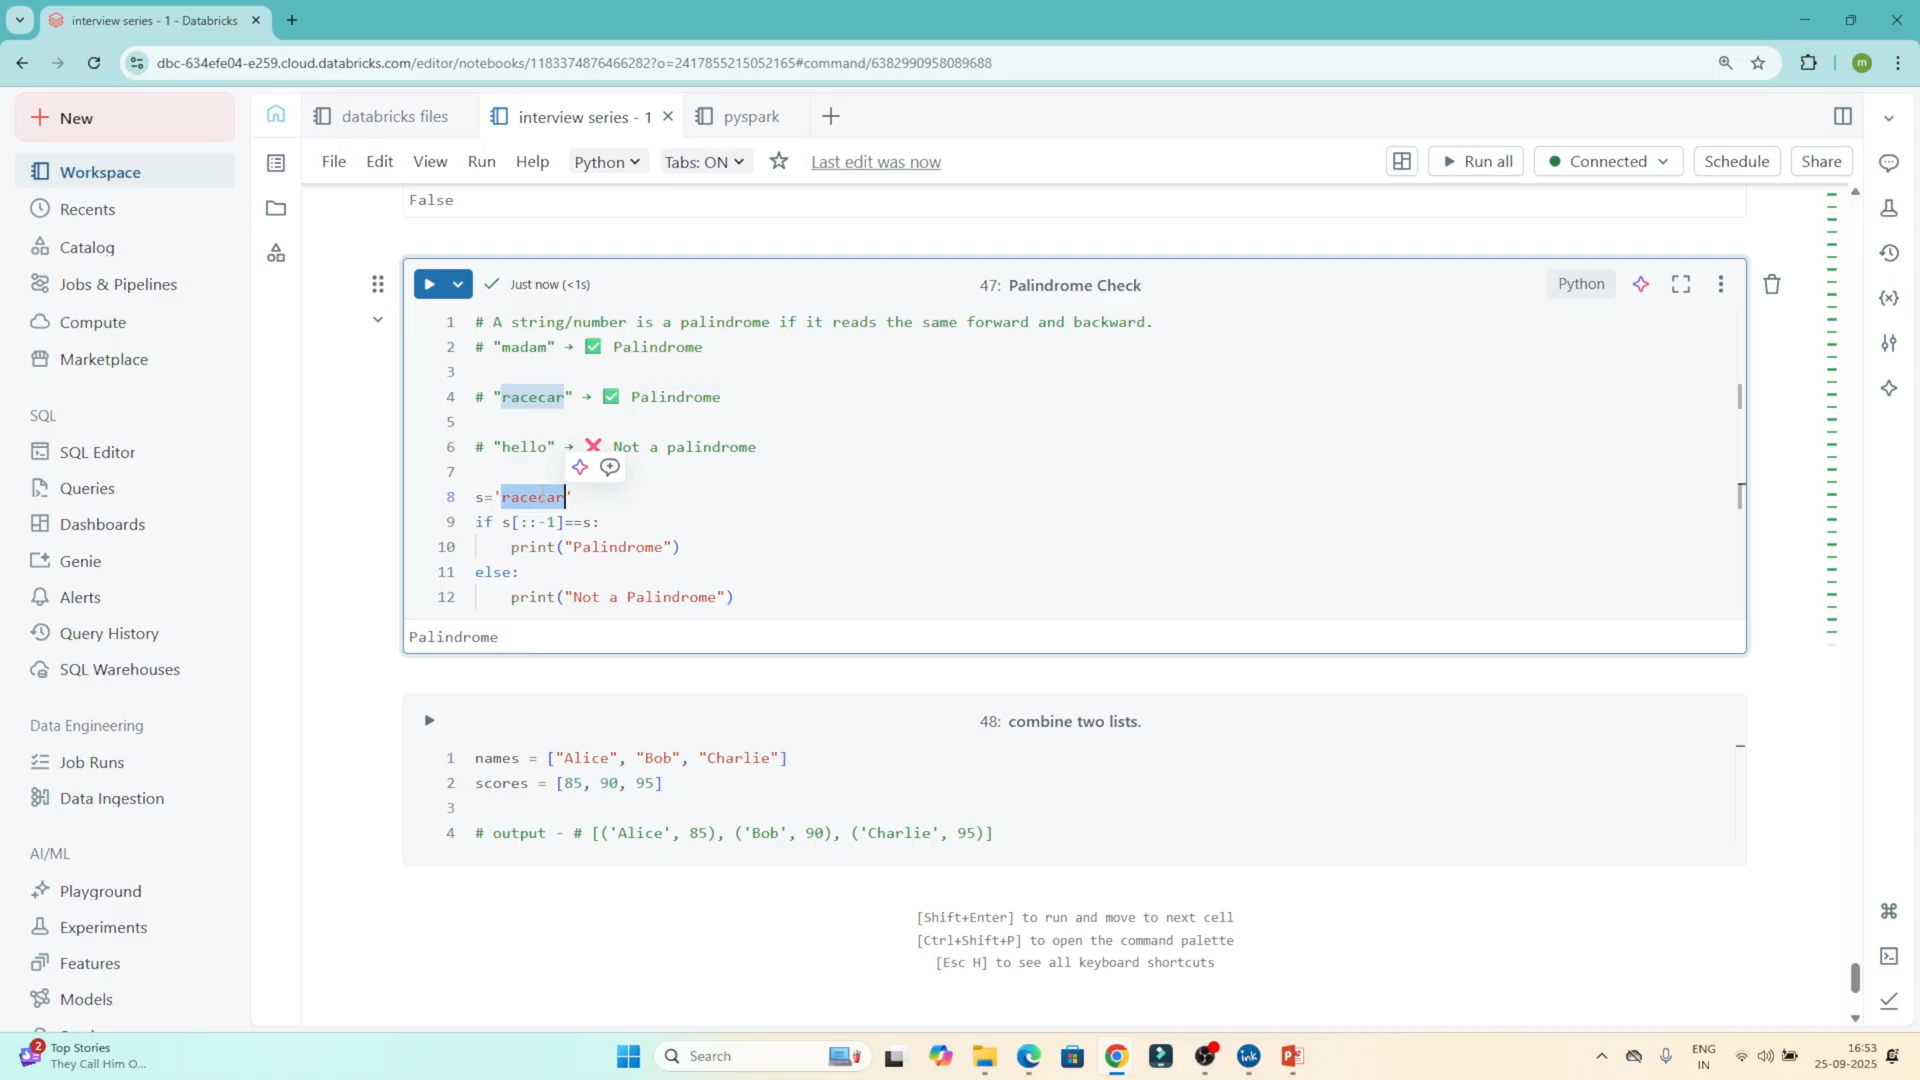 interview series - 1 - Databricks
dbc-634efe04-e259.cloud.databricks.com/editor/notebooks/1183374876466282?o=2417855215052165#command/6382990958089688
m
New
Workspace
Recents
Catalog
Jobs & Pipelines
Compute
Marketplace
SQL
SQL Editor
Queries
Dashboards
Genie
Alerts
Query History
SQL Warehouses
Data Engineering
Job Runs
Data Ingestion
AI/ML
Playground
Experiments
Features
Models
databricks files
interview series - 1
pyspark
File Edit View Run Help Python Tabs: ON Last edit was now
Run all Connected Schedule Share
False
Just now (<1s)
47: Palindrome Check
Python
1 # A string/number is a palindrome if it reads the same forward and backward.
2 # "madam" → ✅ Palindrome
3
4 # "racecar" → ✅ Palindrome
5
6 # "hello" → ❌ Not a palindrome
7
8 s='racecar'
9 if s[::-1]==s:
10 print("Palindrome")
11 else:
12 print("Not a Palindrome")
Palindrome
48: combine two lists.
1 names = ["Alice", "Bob", "Charlie"]
2 scores = [85, 90, 95]
3
4 # output - # [('Alice', 85), ('Bob', 90), ('Charlie', 95)]
[Shift+Enter] to run and move to next cell
[Ctrl+Shift+P] to open the command palette
[Esc H] to see all keyboard shortcuts
2
Top Stories
They Call Him O...
Search
ink
ENG
IN
16:53
25-09-2025